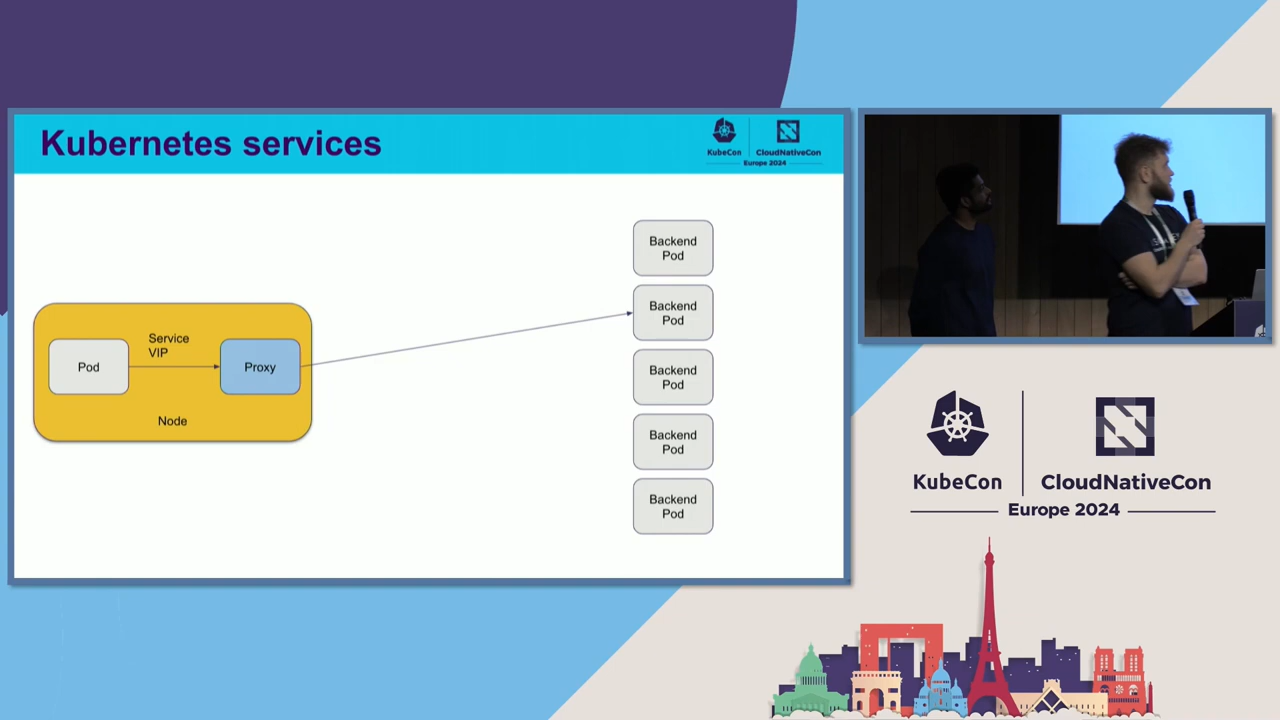 Kubernetes services
KubeCon
CloudNativeCon
Europe 2024
Backend
Pod
Backend
Pod
Backend
Pod
Backend
Pod
Backend
Pod
Pod
Service
VIP
Proxy
Node
KubeCon
CloudNativeCon
Europe 2024